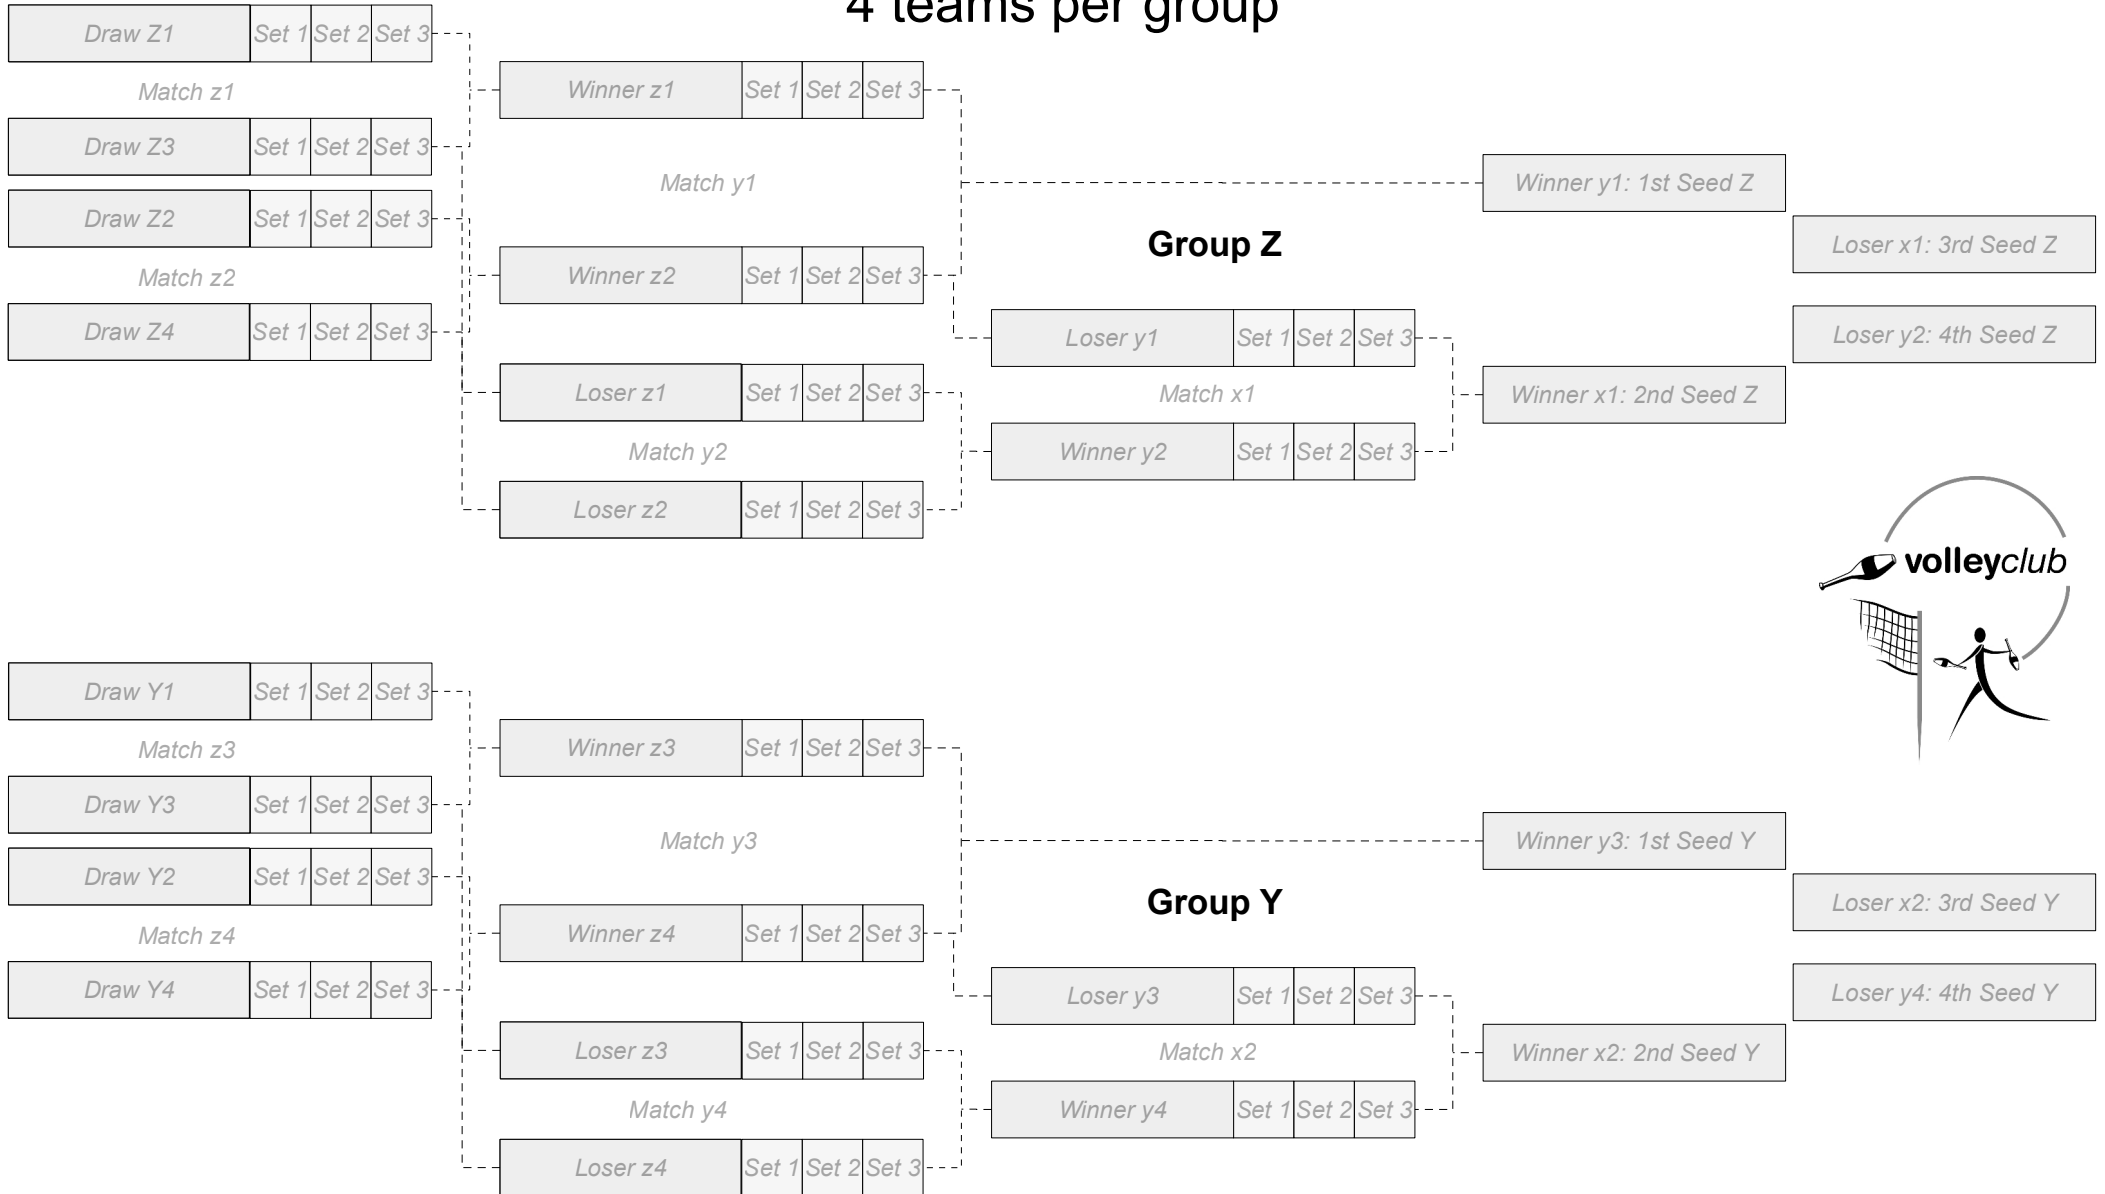 4 teams per group
Draw Z1 Set 1 Set 2 Set 3
Match z1
Draw Z3 Set 1 Set 2 Set 3
Draw Z2 Set 1 Set 2 Set 3
Match z2
Draw Z4 Set 1 Set 2 Set 3
Winner z1 Set 1 Set 2 Set 3
Match y1
Winner z2 Set 1 Set 2 Set 3
Loser z1 Set 1 Set 2 Set 3
Match y2
Loser z2 Set 1 Set 2 Set 3
Group Z
Loser y1 Set 1 Set 2 Set 3
Match x1
Winner y2 Set 1 Set 2 Set 3
Winner y1: 1st Seed Z
Winner x1: 2nd Seed Z
Loser x1: 3rd Seed Z
Loser y2: 4th Seed Z
volleyclub
Draw Y1 Set 1 Set 2 Set 3
Match z3
Draw Y3 Set 1 Set 2 Set 3
Draw Y2 Set 1 Set 2 Set 3
Match z4
Draw Y4 Set 1 Set 2 Set 3
Winner z3 Set 1 Set 2 Set 3
Match y3
Winner z4 Set 1 Set 2 Set 3
Loser z3 Set 1 Set 2 Set 3
Match y4
Loser z4 Set 1 Set 2 Set 3
Group Y
Loser y3 Set 1 Set 2 Set 3
Match x2
Winner y4 Set 1 Set 2 Set 3
Winner y3: 1st Seed Y
Winner x2: 2nd Seed Y
Loser x2: 3rd Seed Y
Loser y4: 4th Seed Y